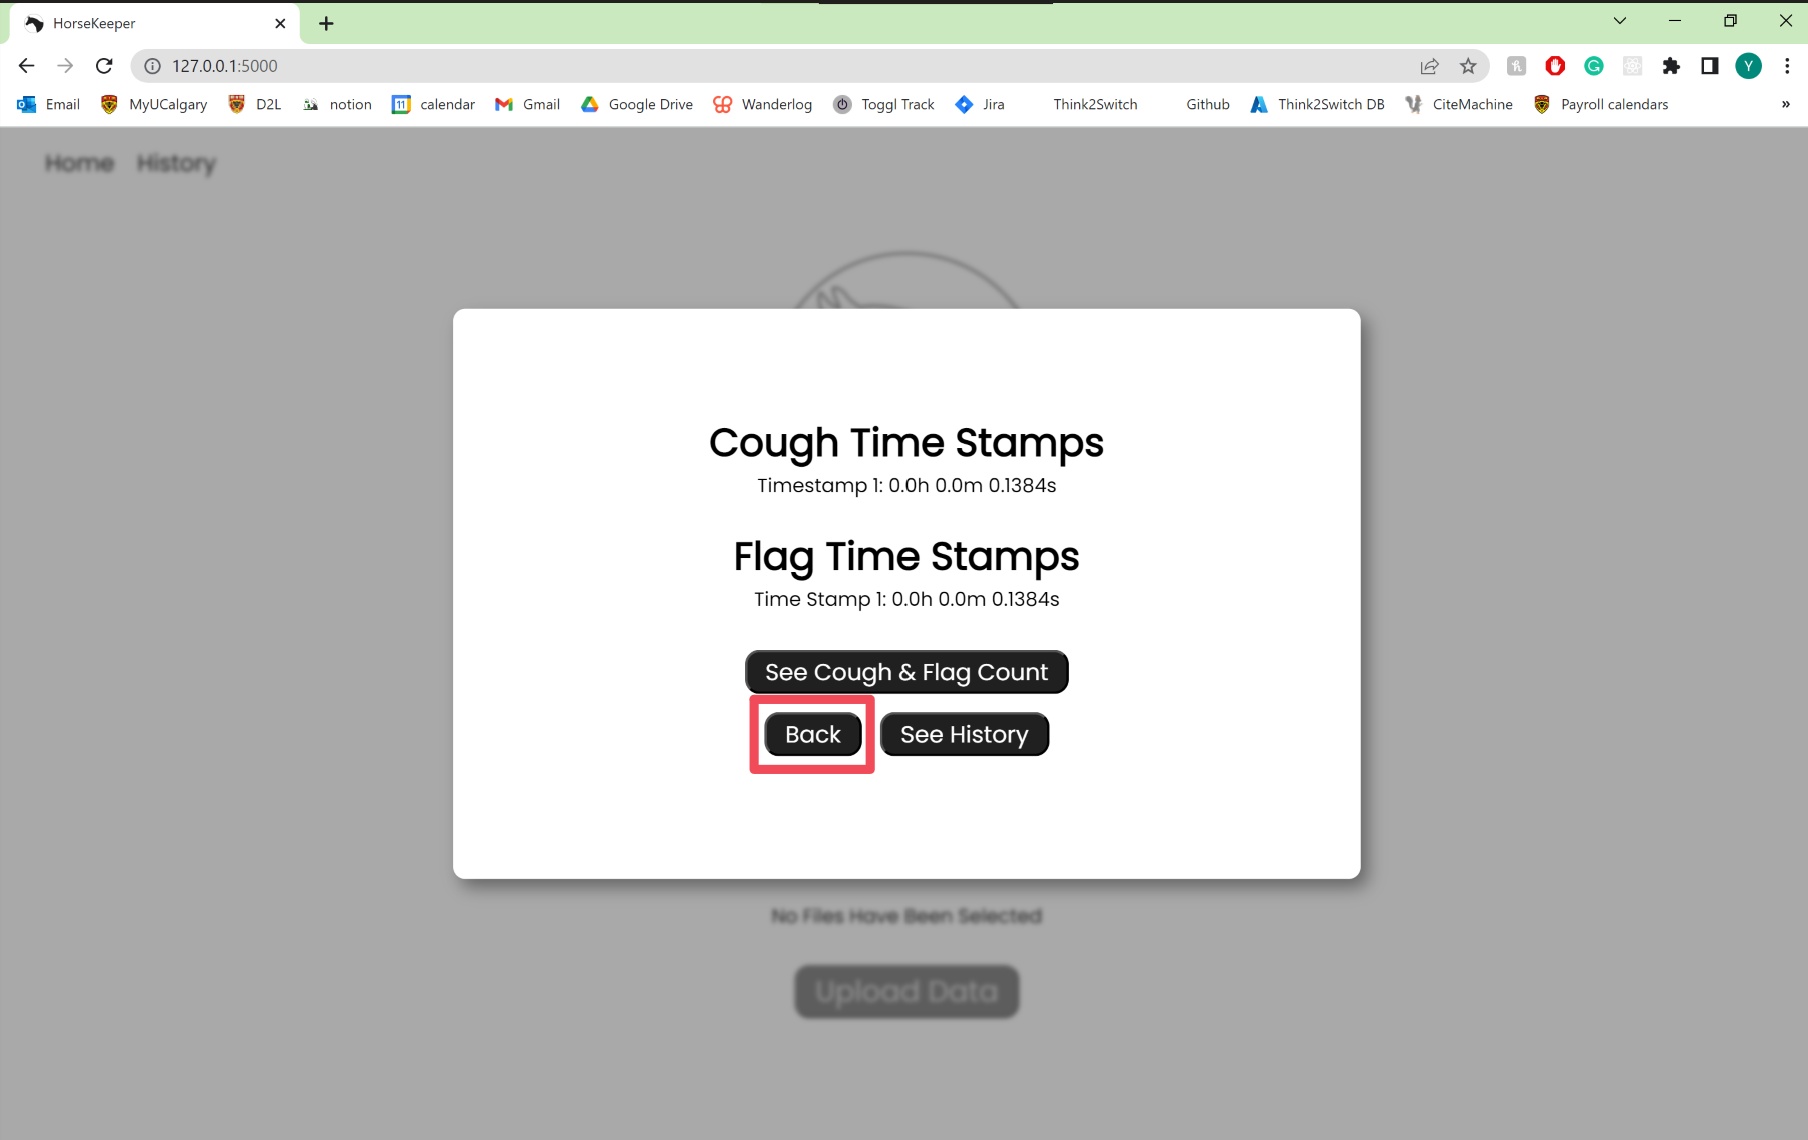 HorseKeeper
127.0.0.1:5000
Y
Email MyUCalgary D2L notion 11 calendar Gmail Google Drive Wanderlog Toggl Track Jira Think2Switch Github Think2Switch DB CiteMachine Payroll calendars »
Home History
Cough Time Stamps
Timestamp 1: 0.0h 0.0m 0.1384s
Flag Time Stamps
Time Stamp 1: 0.0h 0.0m 0.1384s
See Cough & Flag Count
Back See History
No Files Have Been Selected
Upload Data